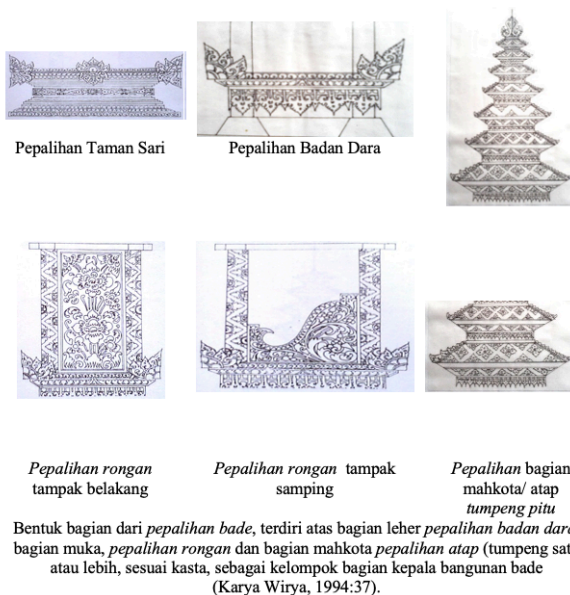 Pepalihan Taman Sari
Pepalihan Badan Dara
Pepalihan rongan
tampak belakang
Pepalihan rongan tampak
samping
Pepalihan bagian
mahkota/ atap
tumpeng pitu
Bentuk bagian dari pepalihan bade, terdiri atas bagian leher pepalihan badan dara
bagian muka, pepalihan rongan dan bagian mahkota pepalihan atap (tumpeng sat
atau lebih, sesuai kasta, sebagai kelompok bagian kepala bangunan bade
(Karya Wirya, 1994:37).